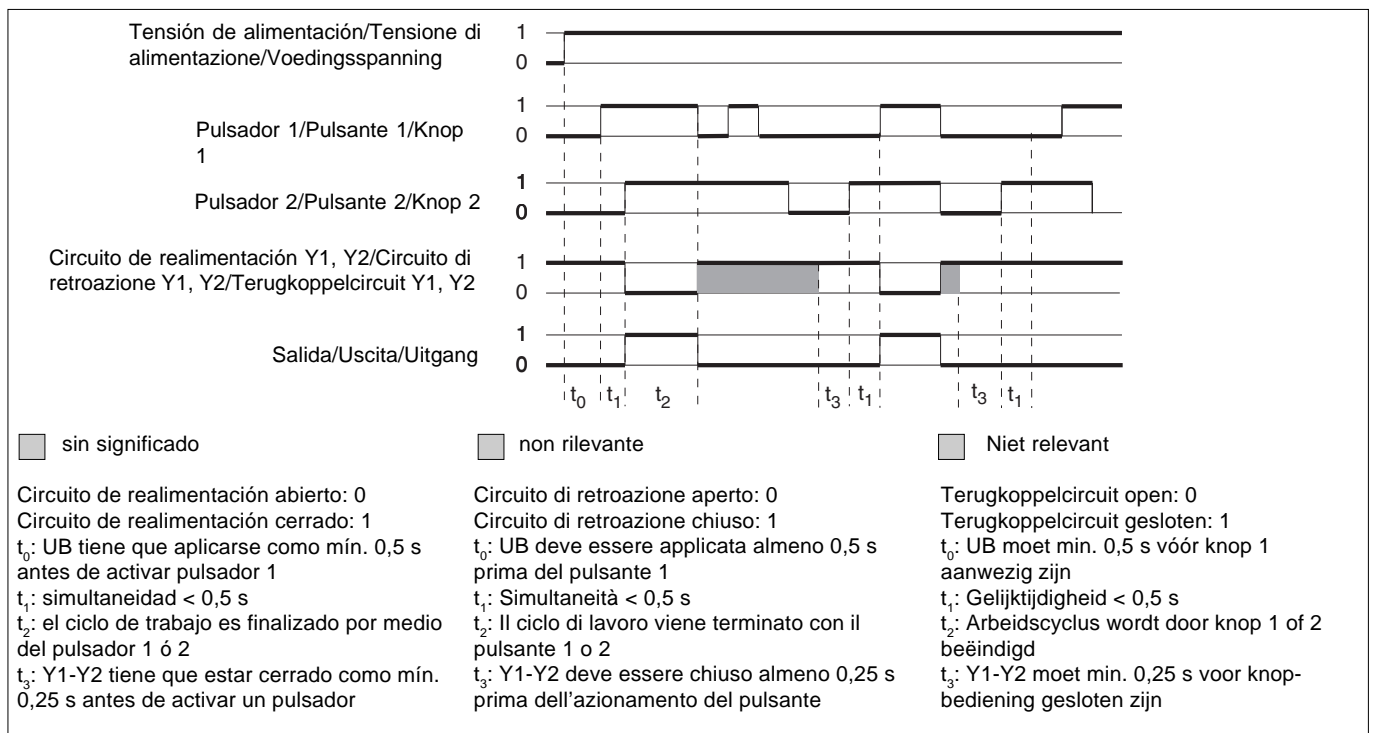 Tensión de alimentación/Tensione di
alimentazione/Voedingsspanning
1
0
Pulsador 1/Pulsante 1/Knop
1
1
0
Pulsador 2/Pulsante 2/Knop 2
1
0
Circuito de realimentación Y1, Y2/Circuito di
retroazione Y1, Y2/Terugkoppelcircuit Y1, Y2
1
0
Salida/Uscita/Uitgang
1
0
t0 t1 t2 t3 t1 t3 t1
sin significado
Circuito de realimentación abierto: 0
Circuito de realimentación cerrado: 1
t0: UB tiene que aplicarse como mín. 0,5 s
antes de activar pulsador 1
t1: simultaneidad < 0,5 s
t2: el ciclo de trabajo es finalizado por medio
del pulsador 1 ó 2
t3: Y1-Y2 tiene que estar cerrado como mín.
0,25 s antes de activar un pulsador
non rilevante
Circuito di retroazione aperto: 0
Circuito di retroazione chiuso: 1
t0: UB deve essere applicata almeno 0,5 s
prima del pulsante 1
t1: Simultaneità < 0,5 s
t2: Il ciclo di lavoro viene terminato con il
pulsante 1 o 2
t3: Y1-Y2 deve essere chiuso almeno 0,25 s
prima dell'azionamento del pulsante
Niet relevant
Terugkoppelcircuit open: 0
Terugkoppelcircuit gesloten: 1
t0: UB moet min. 0,5 s vóór knop 1
aanwezig zijn
t1: Gelijktijdigheid < 0,5 s
t2: Arbeidscyclus wordt door knop 1 of 2
beëindigd
t3: Y1-Y2 moet min. 0,25 s voor knop-
bediening gesloten zijn